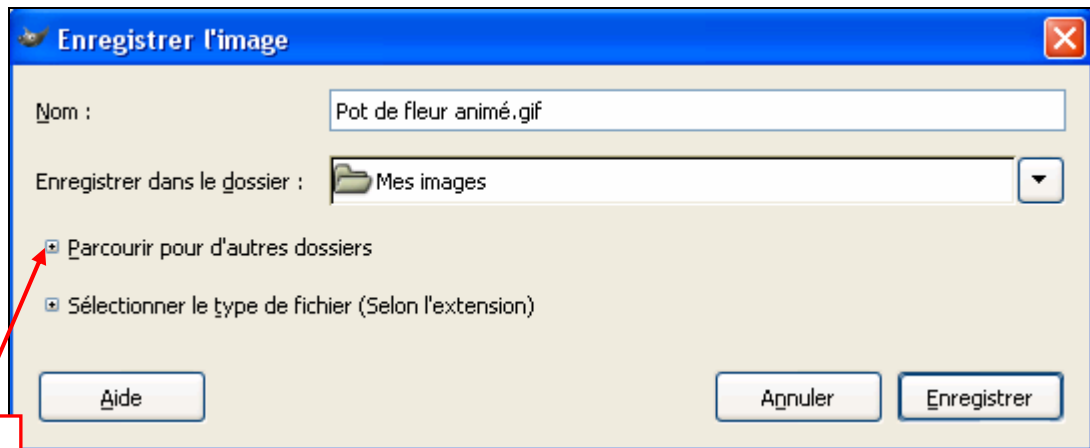 Enregistrer l'image
Nom :
Pot de fleur animé.gif
Enregistrer dans le dossier :
Mes images
Parcourir pour d'autres dossiers
Sélectionner le type de fichier (Selon l'extension)
Aide
Annuler
Enregistrer